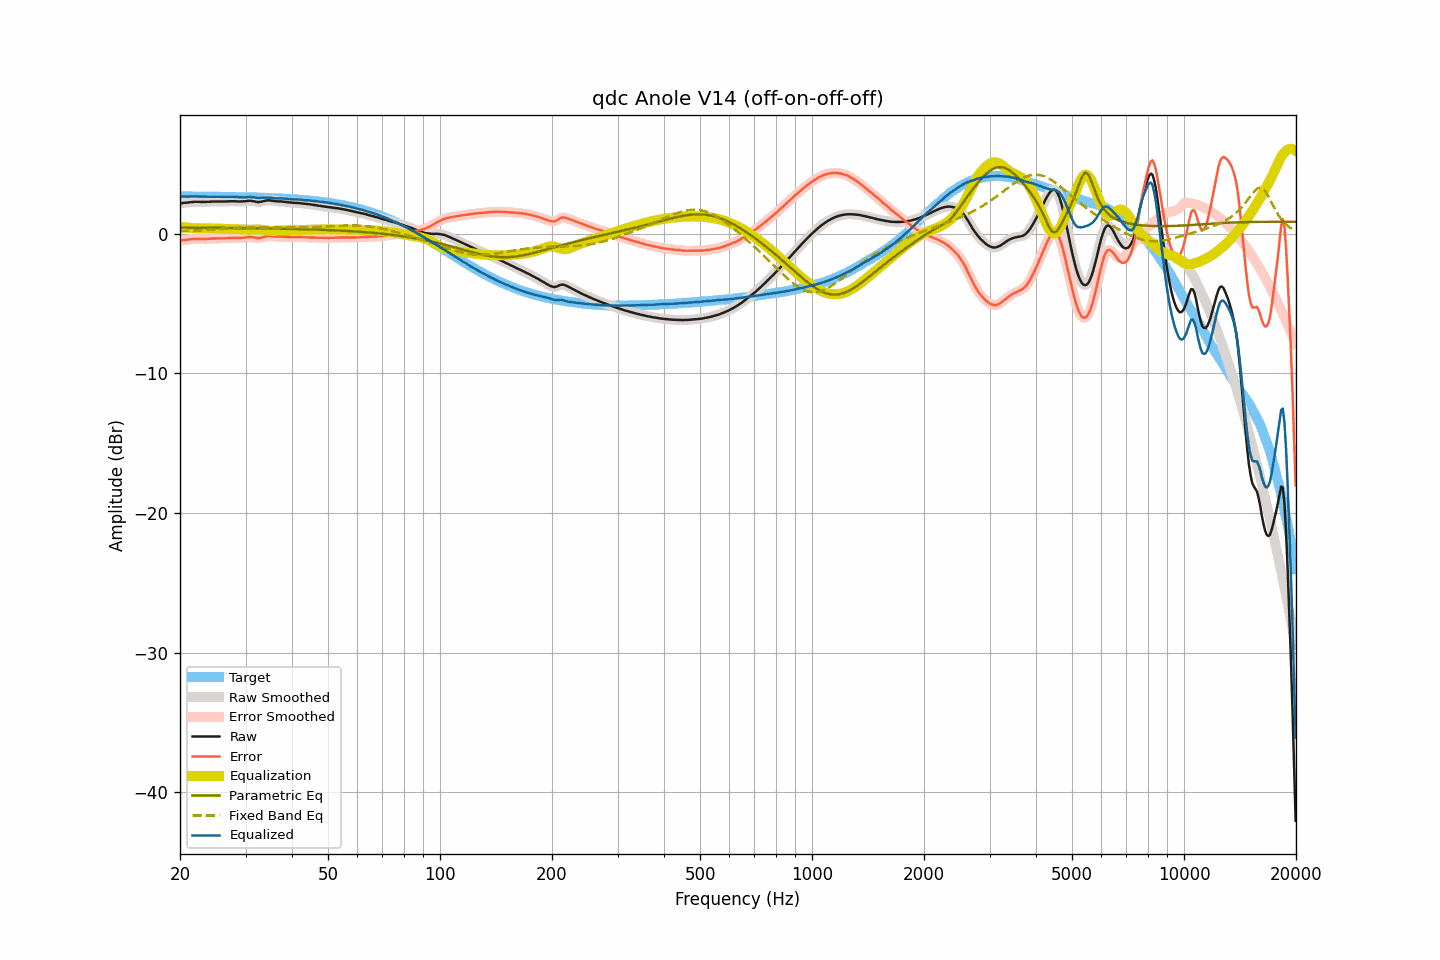 qdc Anole V14 (off-on-off-off)
Amplitude (dBr)
0
−10
−20
−30
−40
Target
Raw Smoothed
Error Smoothed
Raw
Error
Equalization
Parametric Eq
Fixed Band Eq
Equalized
20 50 100 200 500 1000 2000 5000 10000 20000
Frequency (Hz)